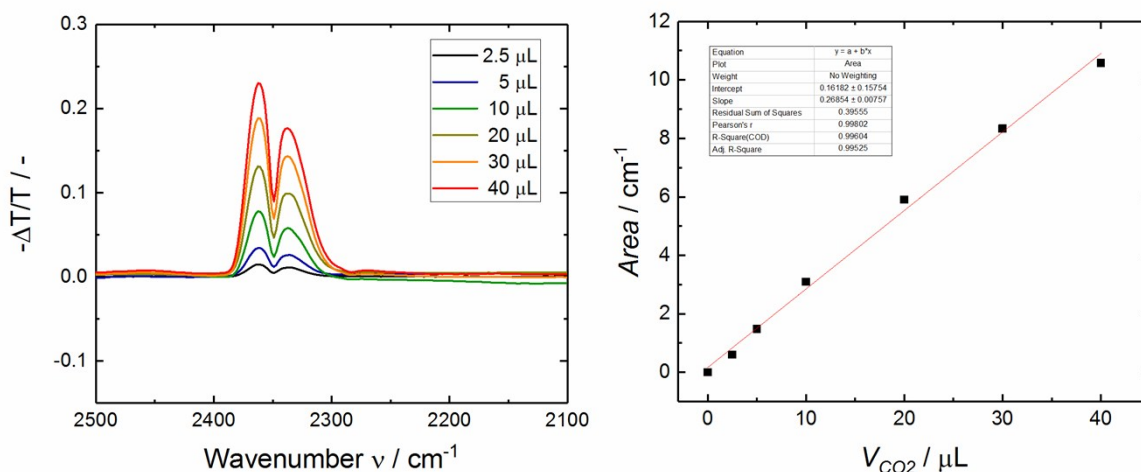 0.3
0.2
0.1
0.0
-0.1
-ΔT/T / -
2.5 μL
5 μL
10 μL
20 μL
30 μL
40 μL
2500
2400
2300
2200
2100
Wavenumber ν / cm⁻¹
12
10
8
6
4
2
0
Area / cm⁻¹
Equation y = a + b*x
Plot Area
Weight No Weighting
Intercept 0.16182 ± 0.15754
Slope 0.26854 ± 0.00757
Residual Sum of Squares 0.39555
Pearson's r 0.99802
R-Square(COD) 0.99604
Adj. R-Square 0.99525
0
10
20
30
40
V_CO2 / μL